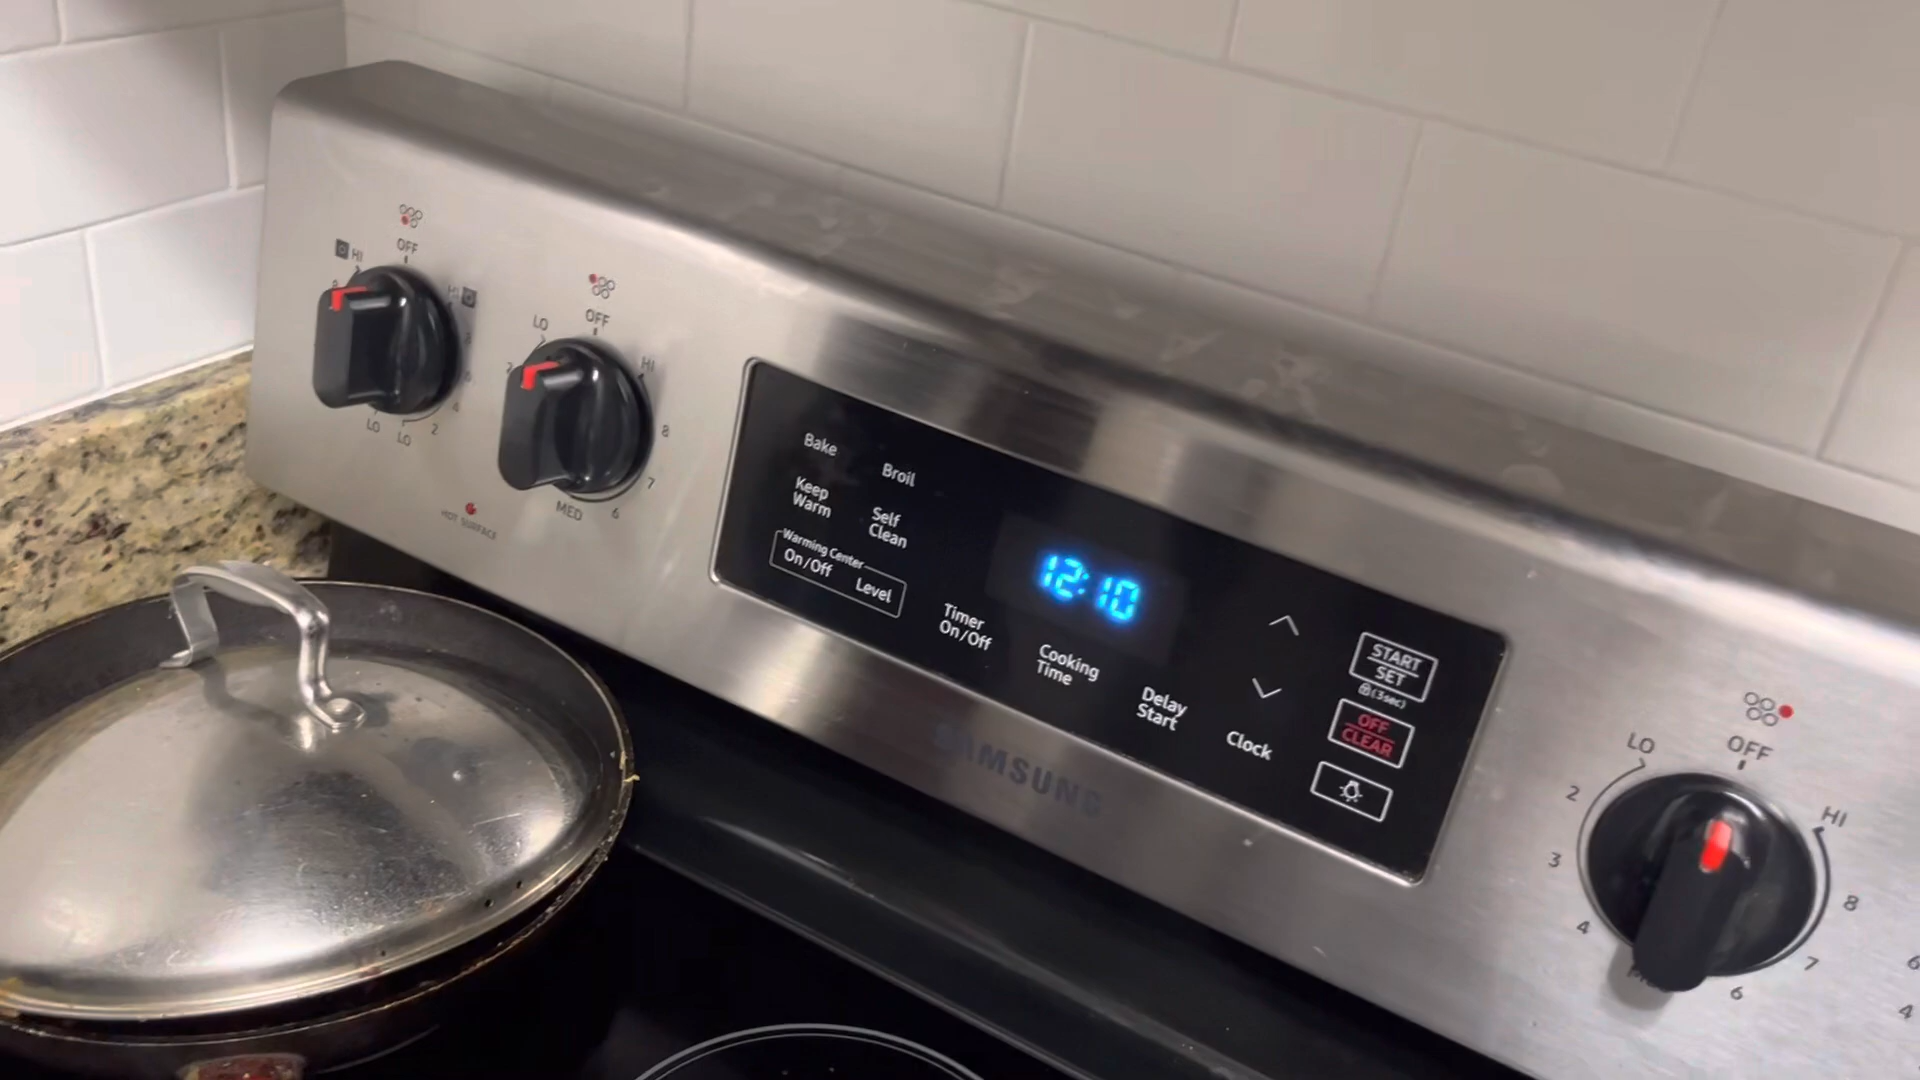 OFF
HI
HI
2
LO
LO
4
OFF
LO
HI
2
8
7
6
MED
HOT SURFACE
Bake
Broil
Keep
Warm
Self
Clean
Warming Center
On/Off
Level
12:10
Timer
On/Off
Cooking
Time
Delay
Start
Clock
START
SET
(3sec)
OFF
CLEAR
SAMSUNG
OFF
LO
HI
2
3
4
8
7
6
6
4